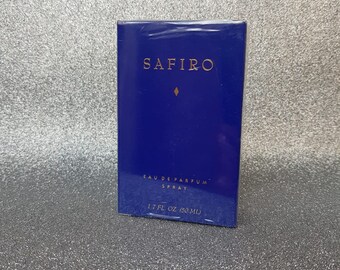 SAFIRO
EAU DE PARFUM
SPRAY
1.7 FL. OZ. (50 ML)